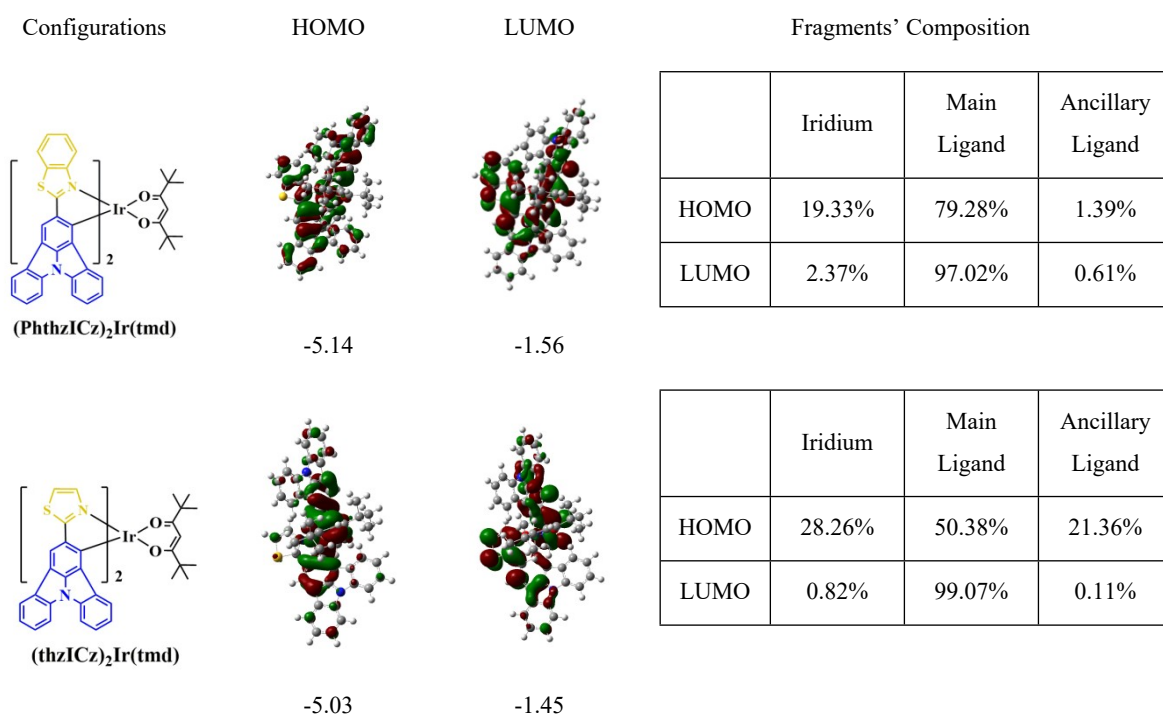 Configurations HOMO LUMO Fragments’ Composition
S N Ir O O N 2
(PhthzICz)₂Ir(tmd)
-5.14 -1.56
Iridium Main Ligand Ancillary Ligand
HOMO 19.33% 79.28% 1.39%
LUMO 2.37% 97.02% 0.61%
S N Ir O O N 2
(thzICz)₂Ir(tmd)
-5.03 -1.45
Iridium Main Ligand Ancillary Ligand
HOMO 28.26% 50.38% 21.36%
LUMO 0.82% 99.07% 0.11%